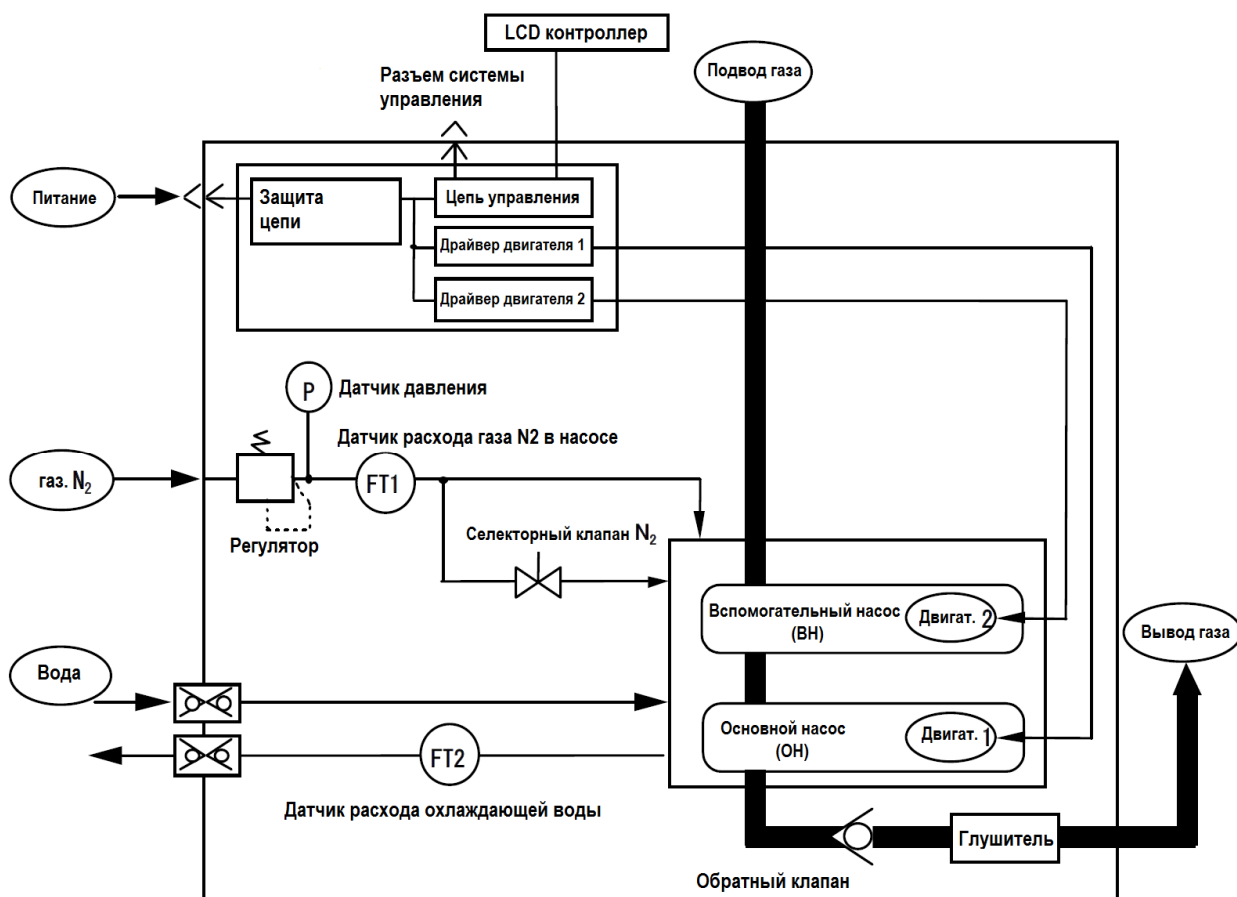 LCD контроллер
Подвод газа
Разъем системы
управления
Питание
Защита
цепи
Цепь управления
Драйвер двигателя 1
Драйвер двигателя 2
P
Датчик давления
Датчик расхода газа N2 в насосе
газ. N₂
FT1
Регулятор
Селекторный клапан N₂
Вспомогательный насос
(ВН)
Двигат. 2
Вывод газа
Вода
Основной насос
(ОН)
Двигат. 1
FT2
Датчик расхода охлаждающей воды
Глушитель
Обратный клапан